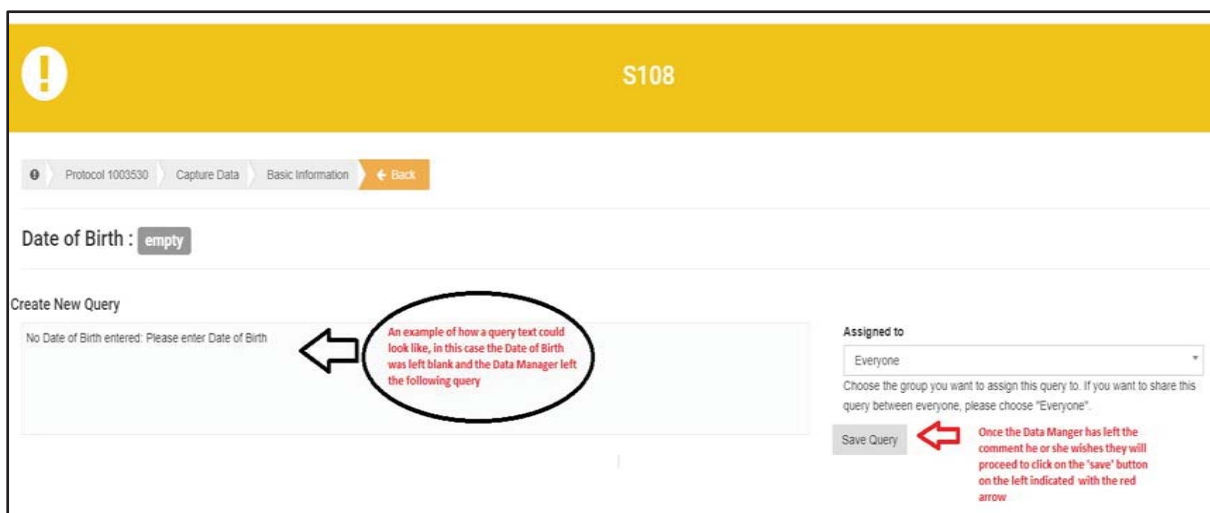 S108
Protocol 1003530
Capture Data
Basic Information
Back
Date of Birth : empty
Create New Query
No Date of Birth entered: Please enter Date of Birth
An example of how a query text could
look like, in this case the Date of Birth
was left blank and the Data Manager left
the following query
Assigned to
Everyone
Choose the group you want to assign this query to. If you want to share this
query between everyone, please choose "Everyone".
Save Query
Once the Data Manger has left the
comment he or she wishes they will
proceed to click on the 'save' button
on the left indicated with the red
arrow